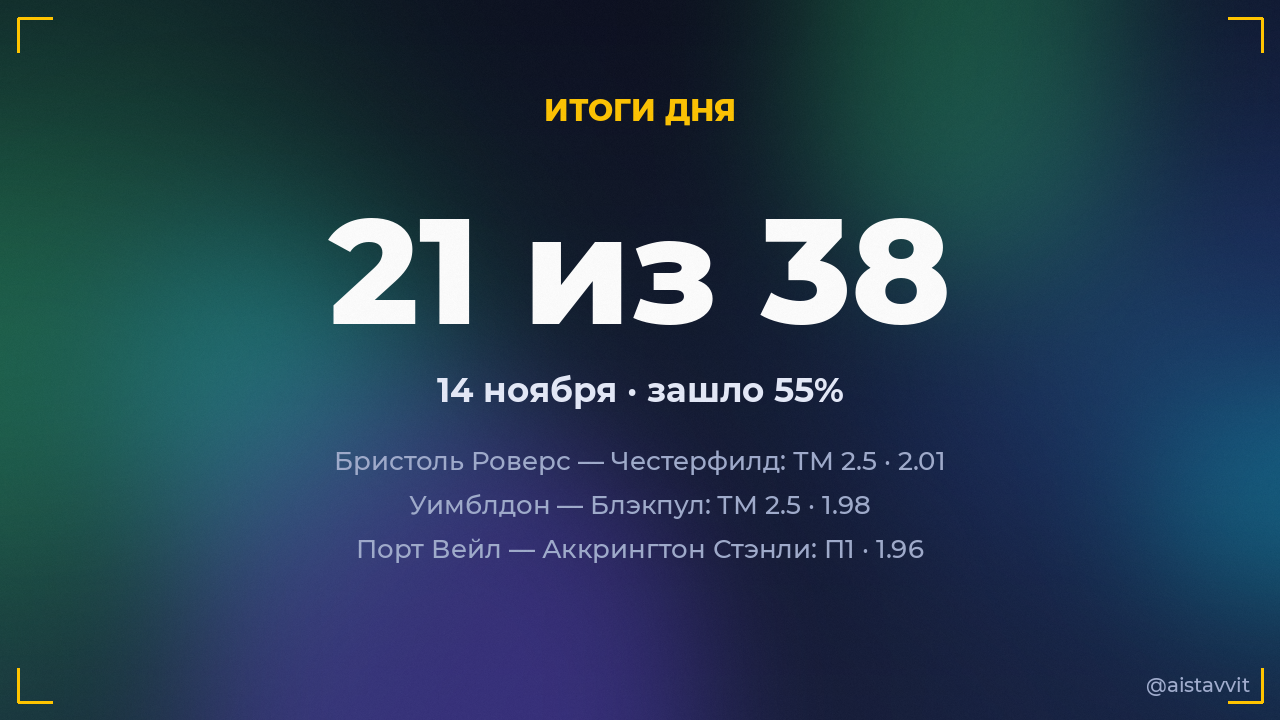 ИТОГИ ДНЯ
21 из 38
14 ноября · зашло 55%
Бристоль Роверс — Честерфилд: ТМ 2.5 · 2.01
Уимблдон — Блэкпул: ТМ 2.5 · 1.98
Порт Вейл — Аккрингтон Стэнли: П1 · 1.96
@aistavvit